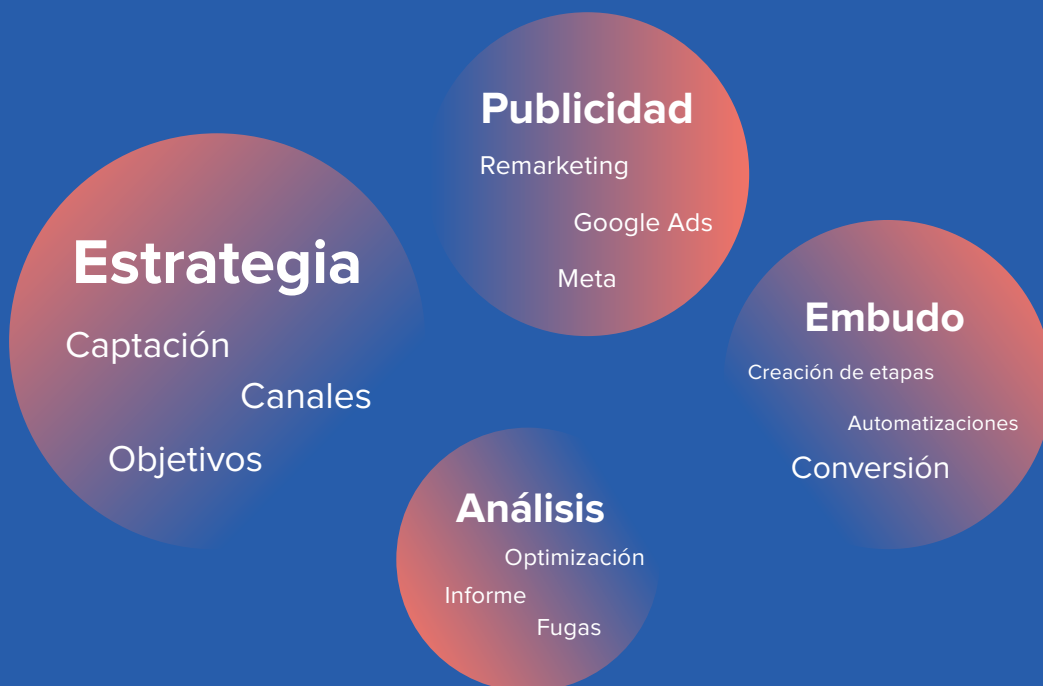 Estrategia
Captación
Canales
Objetivos
Publicidad
Remarketing
Google Ads
Meta
Análisis
Optimización
Informe
Fugas
Embudo
Creación de etapas
Automatizaciones
Conversión